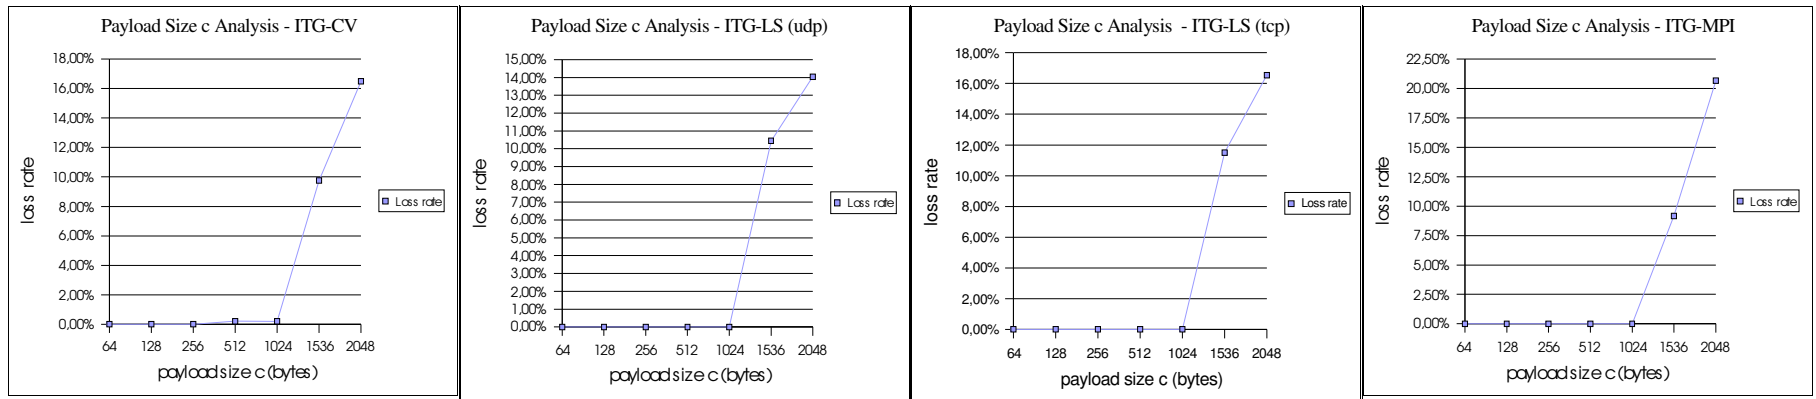 Payload Size c Analysis - ITG-CV
18,00%
16,00%
14,00%
12,00%
10,00%
8,00%
6,00%
4,00%
2,00%
0,00%
loss rate
64 128 256 512 1024 1536 2048
payload size c (bytes)
Loss rate
Payload Size c Analysis - ITG-LS (udp)
15,00%
14,00%
13,00%
12,00%
11,00%
10,00%
9,00%
8,00%
7,00%
6,00%
5,00%
4,00%
3,00%
2,00%
1,00%
0,00%
loss rate
64 128 256 512 1024 1536 2048
payload size c (bytes)
Loss rate
Payload Size c Analysis - ITG-LS (tcp)
18,00%
16,00%
14,00%
12,00%
10,00%
8,00%
6,00%
4,00%
2,00%
0,00%
loss rate
64 128 256 512 1024 1536 2048
payload size c (bytes)
Loss rate
Payload Size c Analysis - ITG-MPI
22,50%
20,00%
17,50%
15,00%
12,50%
10,00%
7,50%
5,00%
2,50%
0,00%
loss rate
64 128 256 512 1024 1536 2048
payload size c (bytes)
Loss rate